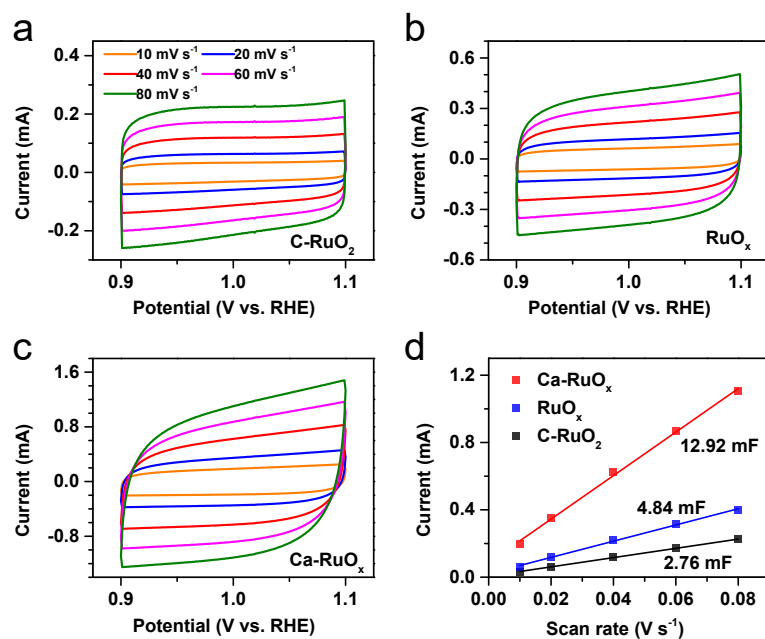 a
10 mV s⁻¹ 20 mV s⁻¹
40 mV s⁻¹ 60 mV s⁻¹
80 mV s⁻¹
0.4
0.2
0.0
-0.2
Current (mA)
C-RuO₂
0.9 1.0 1.1
Potential (V vs. RHE)
b
0.6
0.3
0.0
-0.3
-0.6
Current (mA)
RuOₓ
0.9 1.0 1.1
Potential (V vs. RHE)
c
1.6
0.8
0.0
-0.8
Current (mA)
Ca-RuOₓ
0.9 1.0 1.1
Potential (V vs. RHE)
d
1.2
0.8
0.4
0.0
Current (mA)
Ca-RuOₓ
RuOₓ
C-RuO₂
12.92 mF
4.84 mF
2.76 mF
0.00 0.02 0.04 0.06 0.08
Scan rate (V s⁻¹)